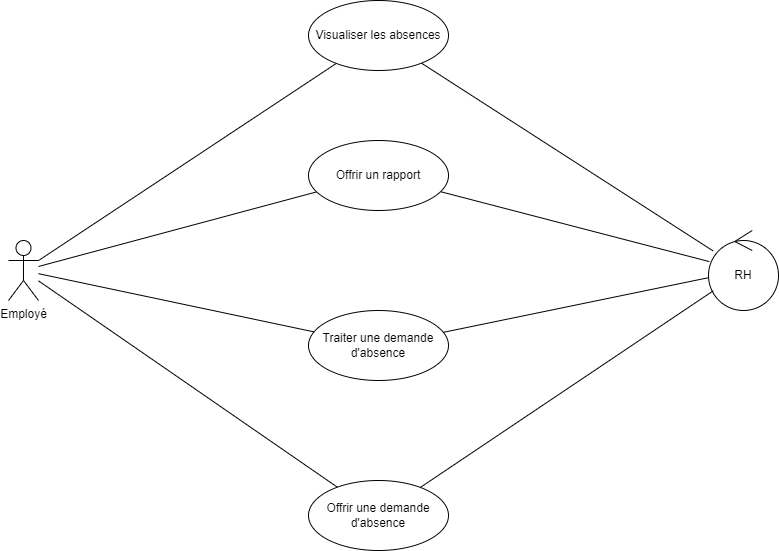 Visualiser les absences
Offrir un rapport
RH
Employé
Traiter une demande
d'absence
Offrir une demande
d'absence